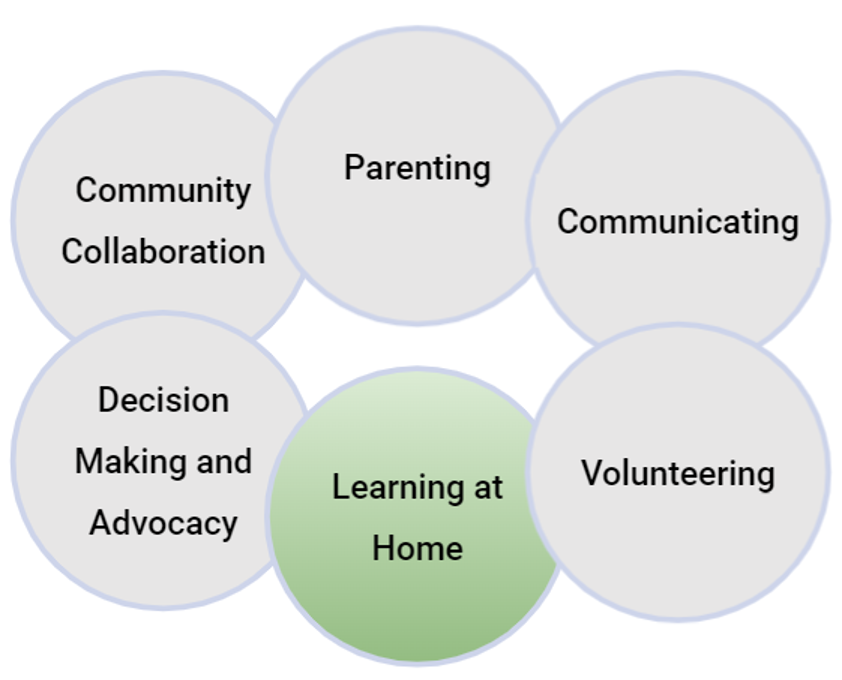 Community
Collaboration
Parenting
Communicating
Decision
Making and
Advocacy
Learning at
Home
Volunteering